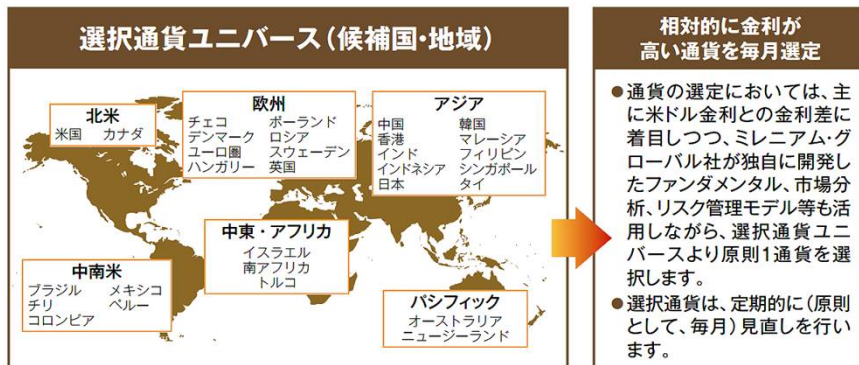 選択通貨ユニバース(候補国・地域)
北米
米国 カナダ
欧州
チェコ ポーランド
デンマーク ロシア
ユーロ圏 スウェーデン
ハンガリー 英国
アジア
中国 韓国
香港 マレーシア
インド フィリピン
インドネシア シンガポール
日本 タイ
中東・アフリカ
イスラエル
南アフリカ
トルコ
中南米
ブラジル メキシコ
チリ ペルー
コロンビア
パシフィック
オーストラリア
ニュージーランド
相対的に金利が
高い通貨を毎月選定
●通貨の選定においては、主
に米ドル金利との金利差に
着目しつつ、ミレニアム・グ
ローバル社が独自に開発し
たファンダメンタル、市場分
析、リスク管理モデル等も活
用しながら、選択通貨ユニ
バースより原則1通貨を選
択します。
●選択通貨は、定期的に(原則
として、毎月)見直しを行い
ます。